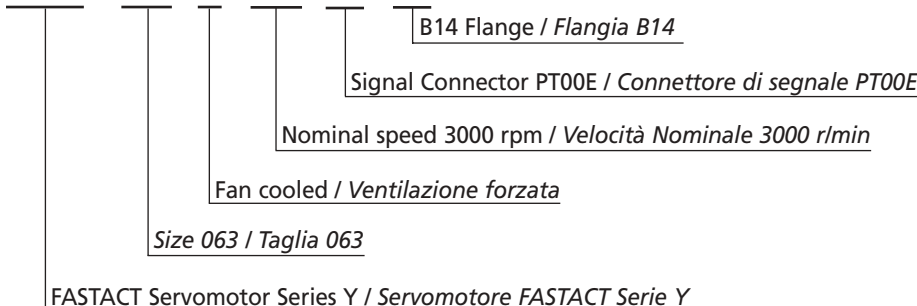 B14 Flange / Flangia B14
Signal Connector PT00E / Connettore di segnale PT00E
Nominal speed 3000 rpm / Velocità Nominale 3000 r/min
Fan cooled / Ventilazione forzata
Size 063 / Taglia 063
FASTACT Servomotor Series Y / Servomotore FASTACT Serie Y